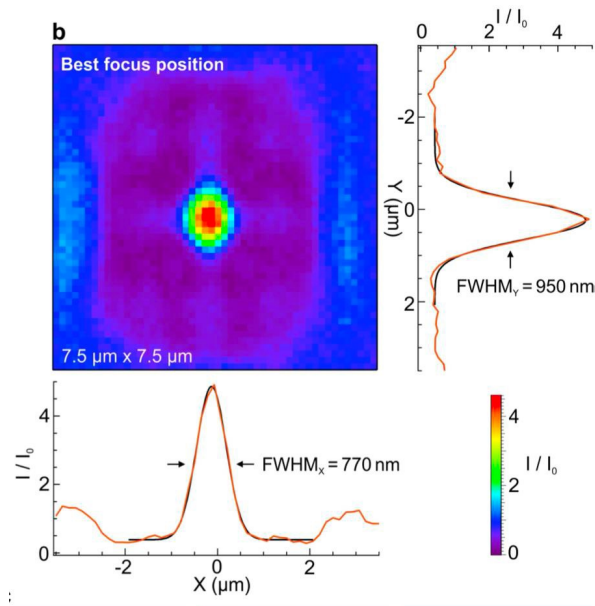 b
Best focus position
7.5 µm x 7.5 µm
I / I₀
0 2 4
-2
0
2
Y (µm)
FWHMY = 950 nm
I / I₀
4
2
0
-2 0 2
X (µm)
FWHMX = 770 nm
4
2
0
I / I₀